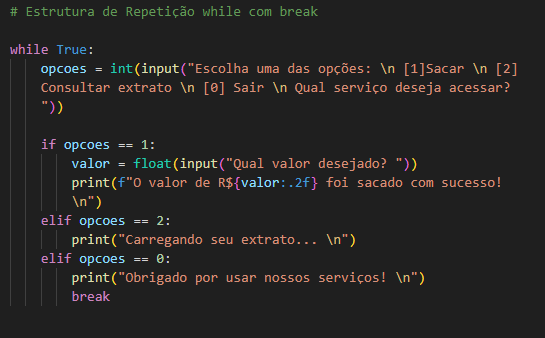 # Estrutura de Repetição while com break
while True:
opcoes = int(input("Escolha uma das opções: \n [1]Sacar \n [2]
Consultar extrato \n [0] Sair \n Qual serviço deseja acessar?
"))
if opcoes == 1:
valor = float(input("Qual valor desejado? "))
print(f"O valor de R${valor:.2f} foi sacado com sucesso!
\n")
elif opcoes == 2:
print("Carregando seu extrato... \n")
elif opcoes == 0:
print("Obrigado por usar nossos serviços! \n")
break